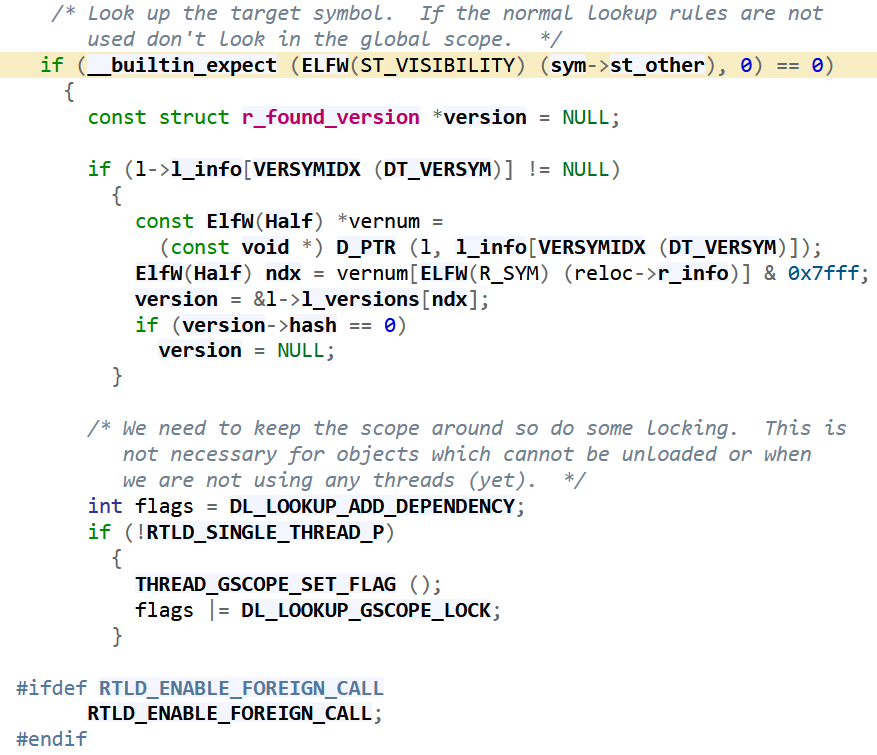 /* Look up the target symbol.  If the normal lookup rules are not
used don't look in the global scope.  */
if (__builtin_expect (ELFW(ST_VISIBILITY) (sym->st_other), 0) == 0)
{
const struct r_found_version *version = NULL;
if (l->l_info[VERSYMIDX (DT_VERSYM)] != NULL)
{
const ElfW(Half) *vernum =
(const void *) D_PTR (l, l_info[VERSYMIDX (DT_VERSYM)]);
ElfW(Half) ndx = vernum[ELFW(R_SYM) (reloc->r_info)] & 0x7fff;
version = &l->l_versions[ndx];
if (version->hash == 0)
version = NULL;
}
/* We need to keep the scope around so do some locking.  This is
not necessary for objects which cannot be unloaded or when
we are not using any threads (yet).  */
int flags = DL_LOOKUP_ADD_DEPENDENCY;
if (!RTLD_SINGLE_THREAD_P)
{
THREAD_GSCOPE_SET_FLAG ();
flags |= DL_LOOKUP_GSCOPE_LOCK;
}
#ifdef RTLD_ENABLE_FOREIGN_CALL
RTLD_ENABLE_FOREIGN_CALL;
#endif